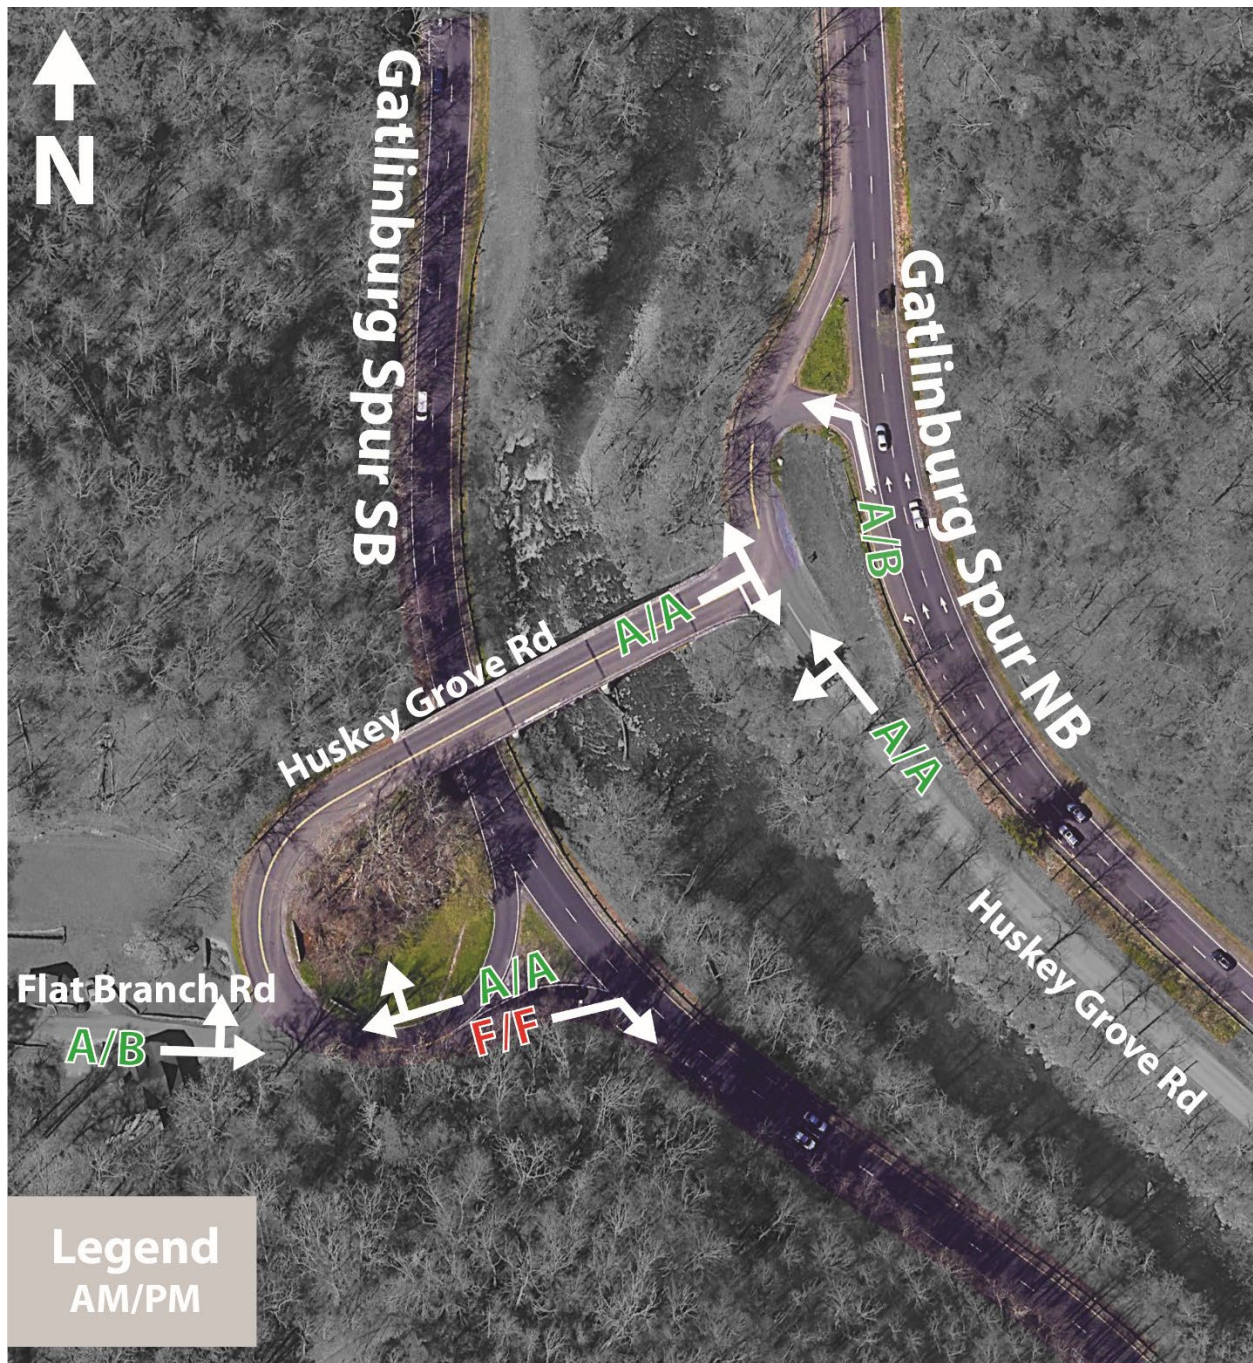 N
Gatlinburg Spur SB
Gatlinburg Spur NB
A/B
A/A
Huskey Grove Rd
A/A
Huskey Grove Rd
Flat Branch Rd
A/B
A/A
F/F
Legend
AM/PM